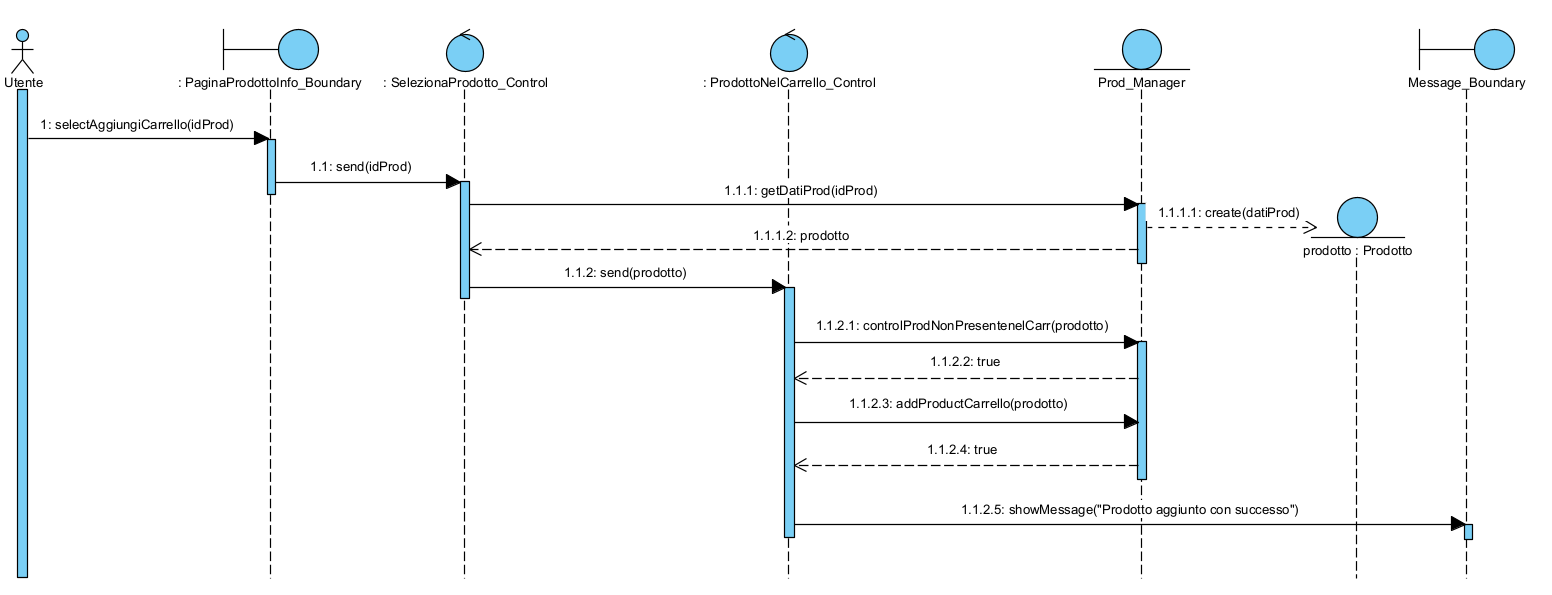 Utente
: PaginaProdottoInfo_Boundary
: SelezionaProdotto_Control
: ProdottoNelCarrello_Control
Prod_Manager
Message_Boundary
1: selectAggiungiCarrello(idProd)
1.1: send(idProd)
1.1.1: getDatiProd(idProd)
1.1.1.1: create(datiProd)
prodotto : Prodotto
1.1.1.2: prodotto
1.1.2: send(prodotto)
1.1.2.1: controlProdNonPresentenelCarr(prodotto)
1.1.2.2: true
1.1.2.3: addProductCarrello(prodotto)
1.1.2.4: true
1.1.2.5: showMessage("Prodotto aggiunto con successo")